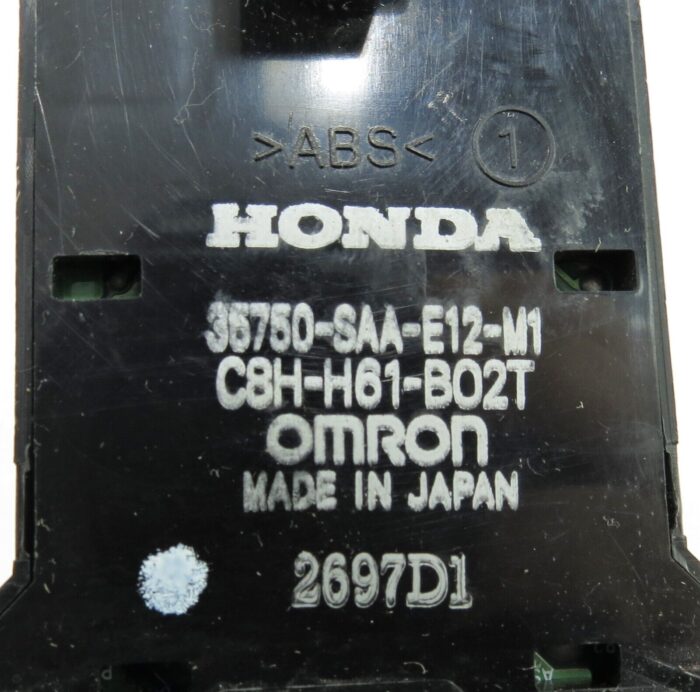 >ABS< 1
HONDA
35750-SAA-E12-M1
C8H-H61-B02T
OMRON
MADE IN JAPAN
2697D1